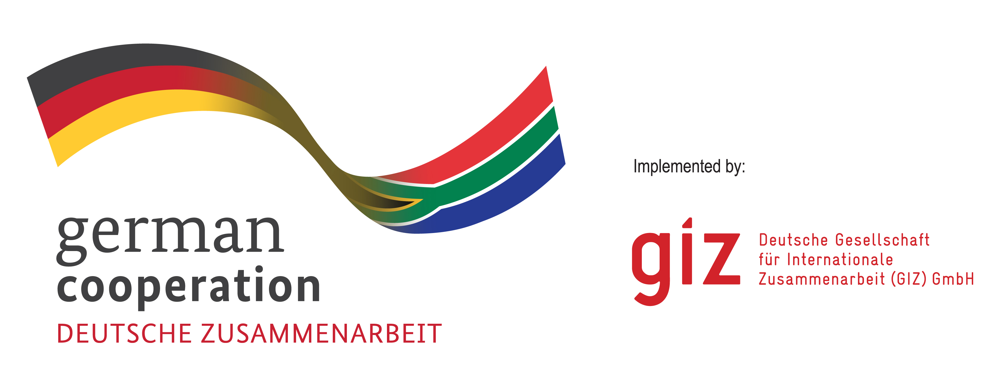 german
cooperation
DEUTSCHE ZUSAMMENARBEIT
Implemented by:
giz
Deutsche Gesellschaft
für Internationale
Zusammenarbeit (GIZ) GmbH